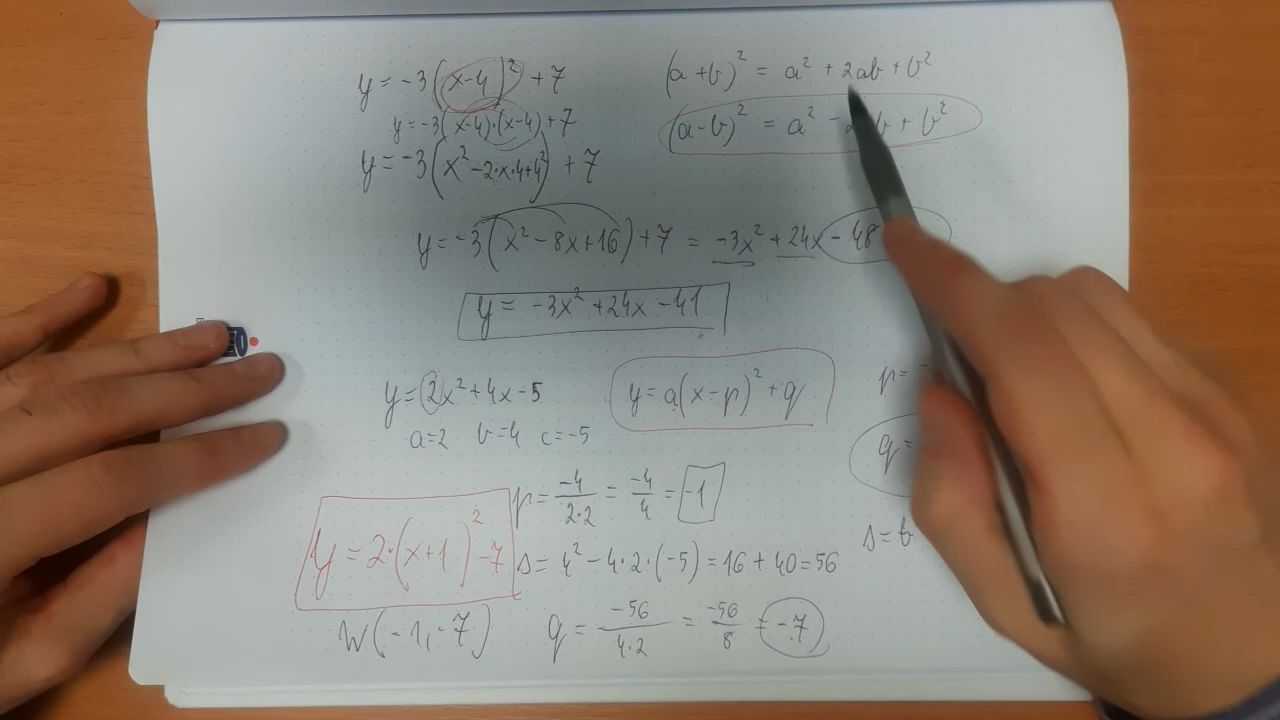 y = -3(x-4)² + 7
(a+b)² = a² + 2ab + b²
y = -3(x-4)·(x-4)+7
(a-b)² = a² - 2ab + b²
y = -3(x² - 2·x·4+4²) + 7
y = -3(x² - 8x + 16) + 7 = -3x² + 24x - 48
y = -3x² + 24x - 41
y = 2x² + 4x - 5
y = a(x-p)² + q
p =
a=2 b=4 c=-5
q =
p = -4/2·2 = -4/4 = -1
y = 2·(x+1)² - 7
Δ = 4² - 4·2·(-5) = 16 + 40 = 56
Δ = b
W(-1, -7)
q = -56/4·2 = -56/8 = -7